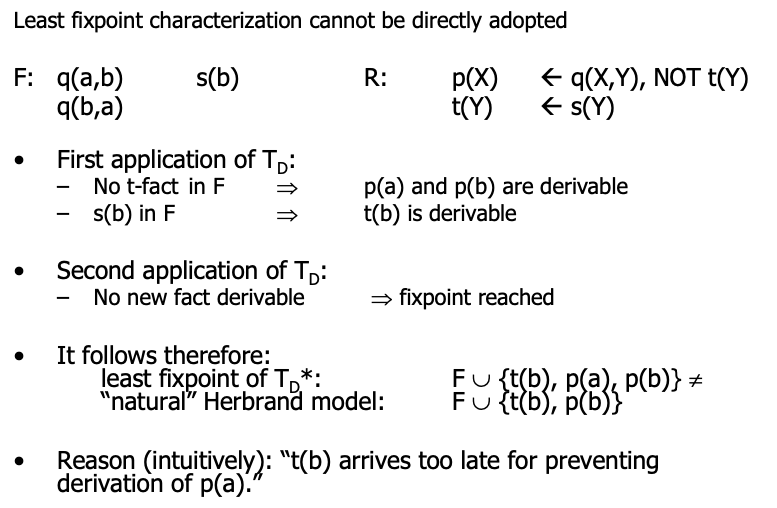 Least fixpoint characterization cannot be directly adopted
F: q(a,b) s(b) R: p(X) ← q(X,Y), NOT t(Y)
q(b,a) t(Y) ← s(Y)
• First application of T_D:
– No t-fact in F ⇒ p(a) and p(b) are derivable
– s(b) in F ⇒ t(b) is derivable
• Second application of T_D:
– No new fact derivable ⇒ fixpoint reached
• It follows therefore:
least fixpoint of T_D*: F ∪ {t(b), p(a), p(b)} ≠
“natural” Herbrand model: F ∪ {t(b), p(b)}
• Reason (intuitively): “t(b) arrives too late for preventing
derivation of p(a).”